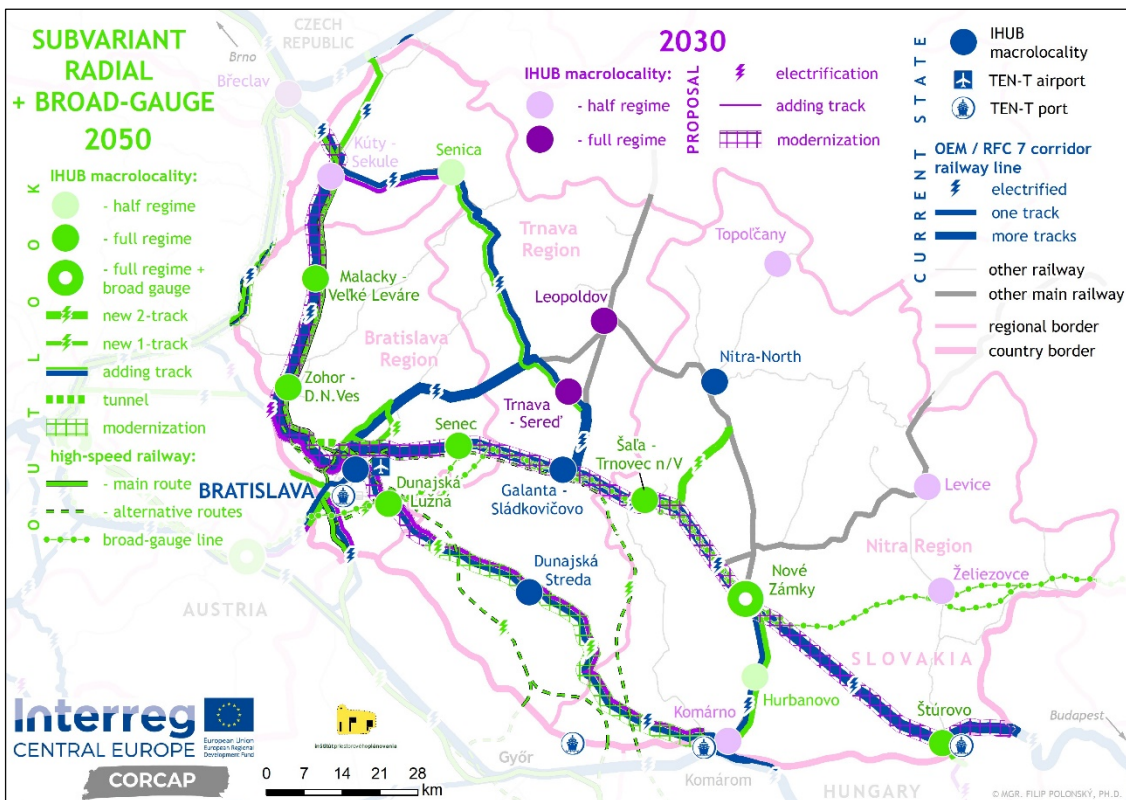 SUBVARIANT
RADIAL
+ BROAD-GAUGE
2050
OUTLOOK
IHUB macrolocality:
- half regime
- full regime
- full regime +
broad gauge
new 2-track
new 1-track
adding track
tunnel
modernization
high-speed railway:
- main route
- alternative routes
broad-gauge line
2030
IHUB macrolocality:
- half regime
- full regime
PROPOSAL
electrification
adding track
modernization
CURRENT STATE
IHUB
macrolocality
TEN-T airport
TEN-T port
OEM / RFC 7 corridor
railway line
electrified
one track
more tracks
other railway
other main railway
regional border
country border
CZECH
REPUBLIC
Brno
Břeclav
Kúty -
Sekule
Senica
Trnava
Region
Topoľčany
Malacky -
Veľké Leváre
Leopoldov
Bratislava
Region
Nitra-North
Zohor -
D.N.Ves
Trnava
- Sereď
Senec
Šaľa -
Trnovec n/V
BRATISLAVA
Dunajská
Lužná
Galanta -
Sládkovičovo
Levice
Nitra Region
Dunajská
Streda
Nové
Zámky
Želiezovce
AUSTRIA
SLOVAKIA
Hurbanovo
Komárno
Štúrovo
Budapest
Győr
Komárom
HUNGARY
Interreg
CENTRAL EUROPE
European Union
European Regional
Development Fund
CORCAP
0 7 14 21 28
km
© MGR. FILIP POLONSKÝ, PH.D.